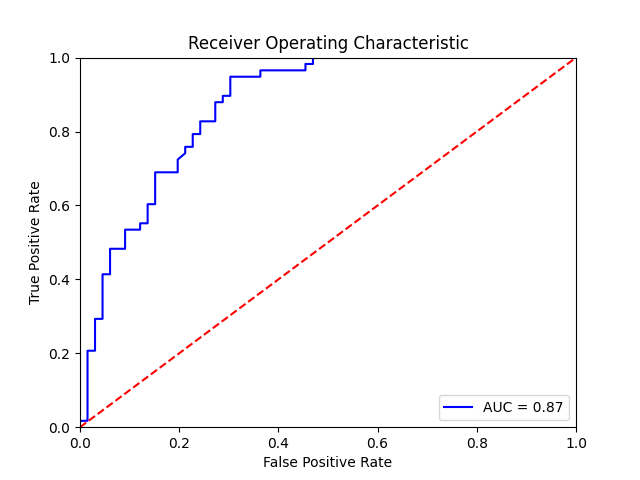 Receiver Operating Characteristic
1.0
0.8
0.6
0.4
0.2
0.0
True Positive Rate
AUC = 0.87
0.0 0.2 0.4 0.6 0.8 1.0
False Positive Rate